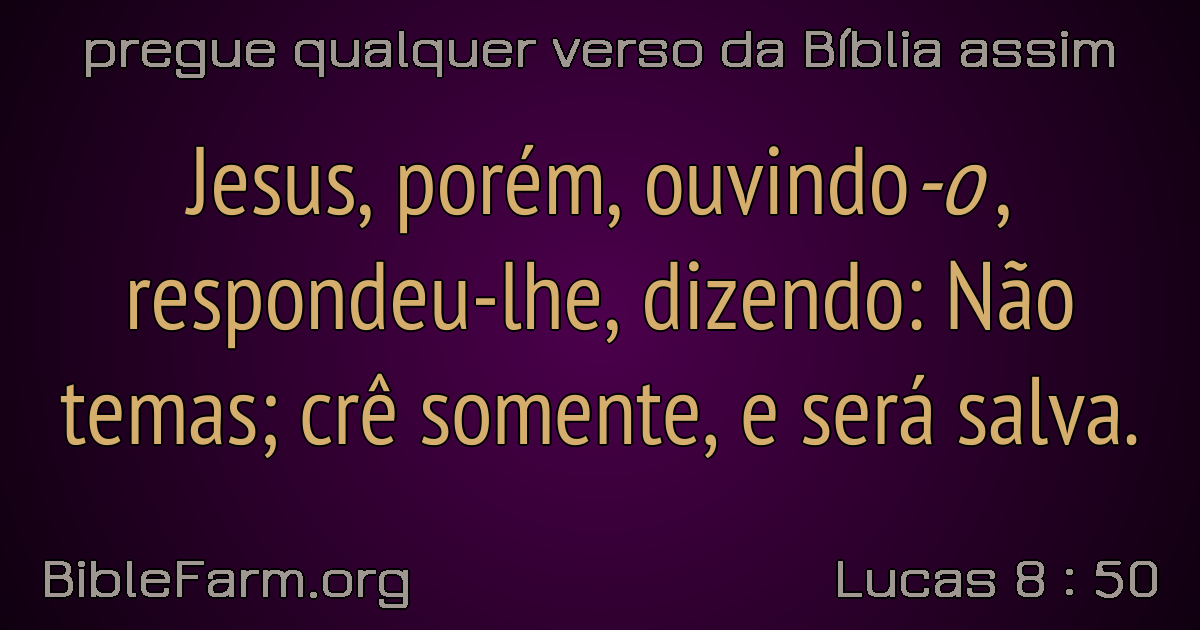 pregue qualquer verso da Bíblia assim
Jesus, porém, ouvindo-o,
respondeu-lhe, dizendo: Não
temas; crê somente, e será salva.
BibleFarm.org
Lucas 8 : 50